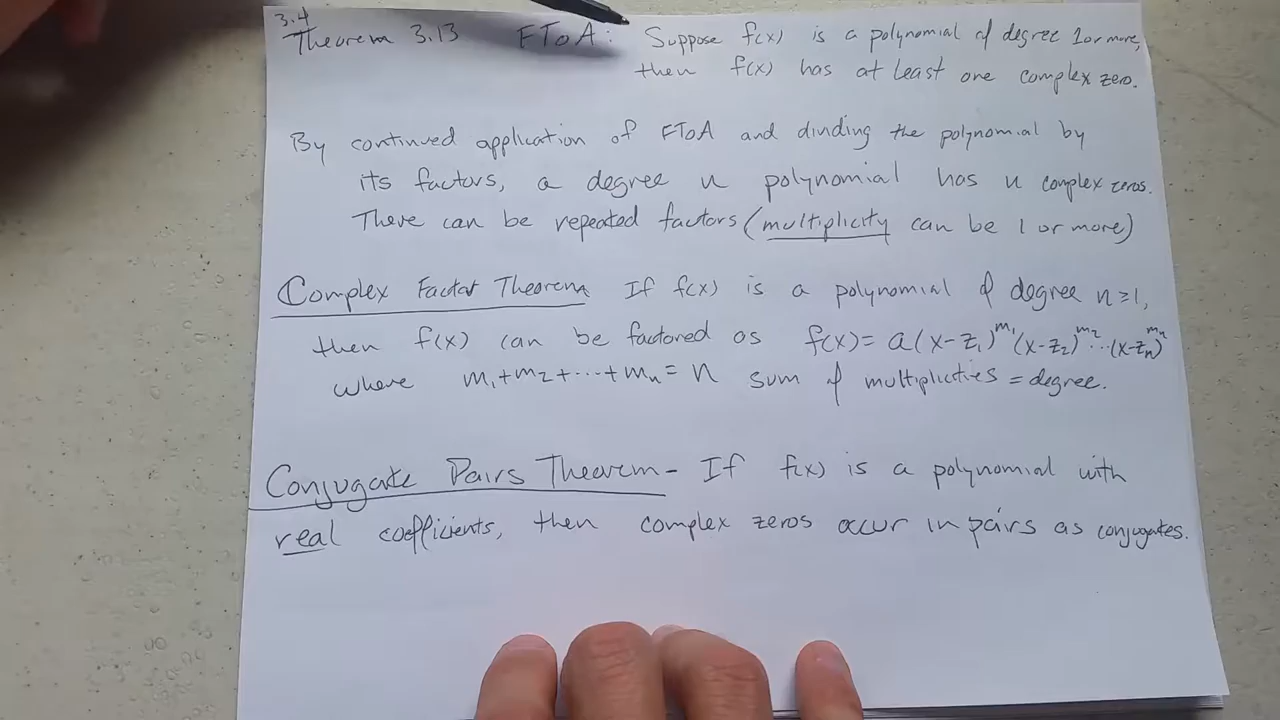 3.4
Theorem 3.13 FToA: Suppose f(x) is a polynomial of degree 1 or more,
then f(x) has at least one complex zero.
By continued application of FToA and dividing the polynomial by
its factors, a degree n polynomial has n complex zeros.
There can be repeated factors (multiplicity can be 1 or more)
Complex Factor Theorem If f(x) is a polynomial of degree n≥1,
then f(x) can be factored as f(x) = a(x-z₁)^m₁(x-z₂)^m₂...(x-zₙ)^mₙ
where m₁+m₂+...+mₙ = n sum of multiplicities = degree.
Conjugate Pairs Theorem - If f(x) is a polynomial with
real coefficients, then complex zeros occur in pairs as conjugates.